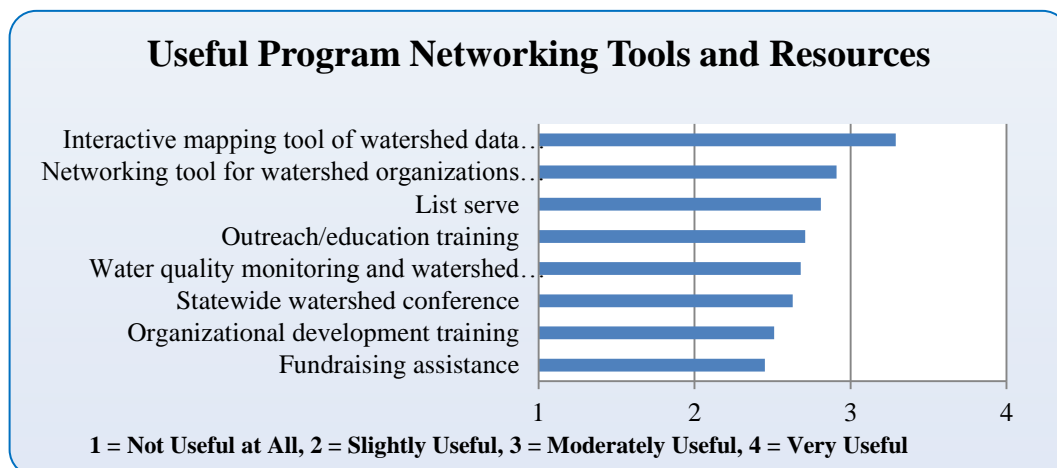 Useful Program Networking Tools and Resources
Interactive mapping tool of watershed data…
Networking tool for watershed organizations…
List serve
Outreach/education training
Water quality monitoring and watershed…
Statewide watershed conference
Organizational development training
Fundraising assistance
1 2 3 4
1 = Not Useful at All, 2 = Slightly Useful, 3 = Moderately Useful, 4 = Very Useful